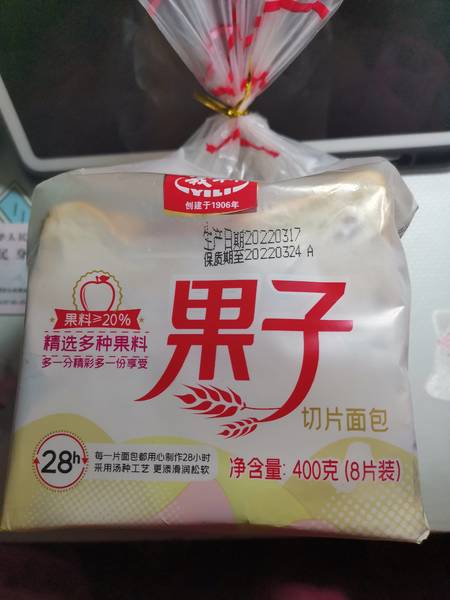 创建于1906年
生产日期20220317
保质期至20220324 A
果子
切片面包
果料≥20%
精选多种果料
多一分精彩多一份享受
28h
每一片面包都用心制作28小时
采用汤种工艺 更添滑润松软
净含量: 400克 (8片装)